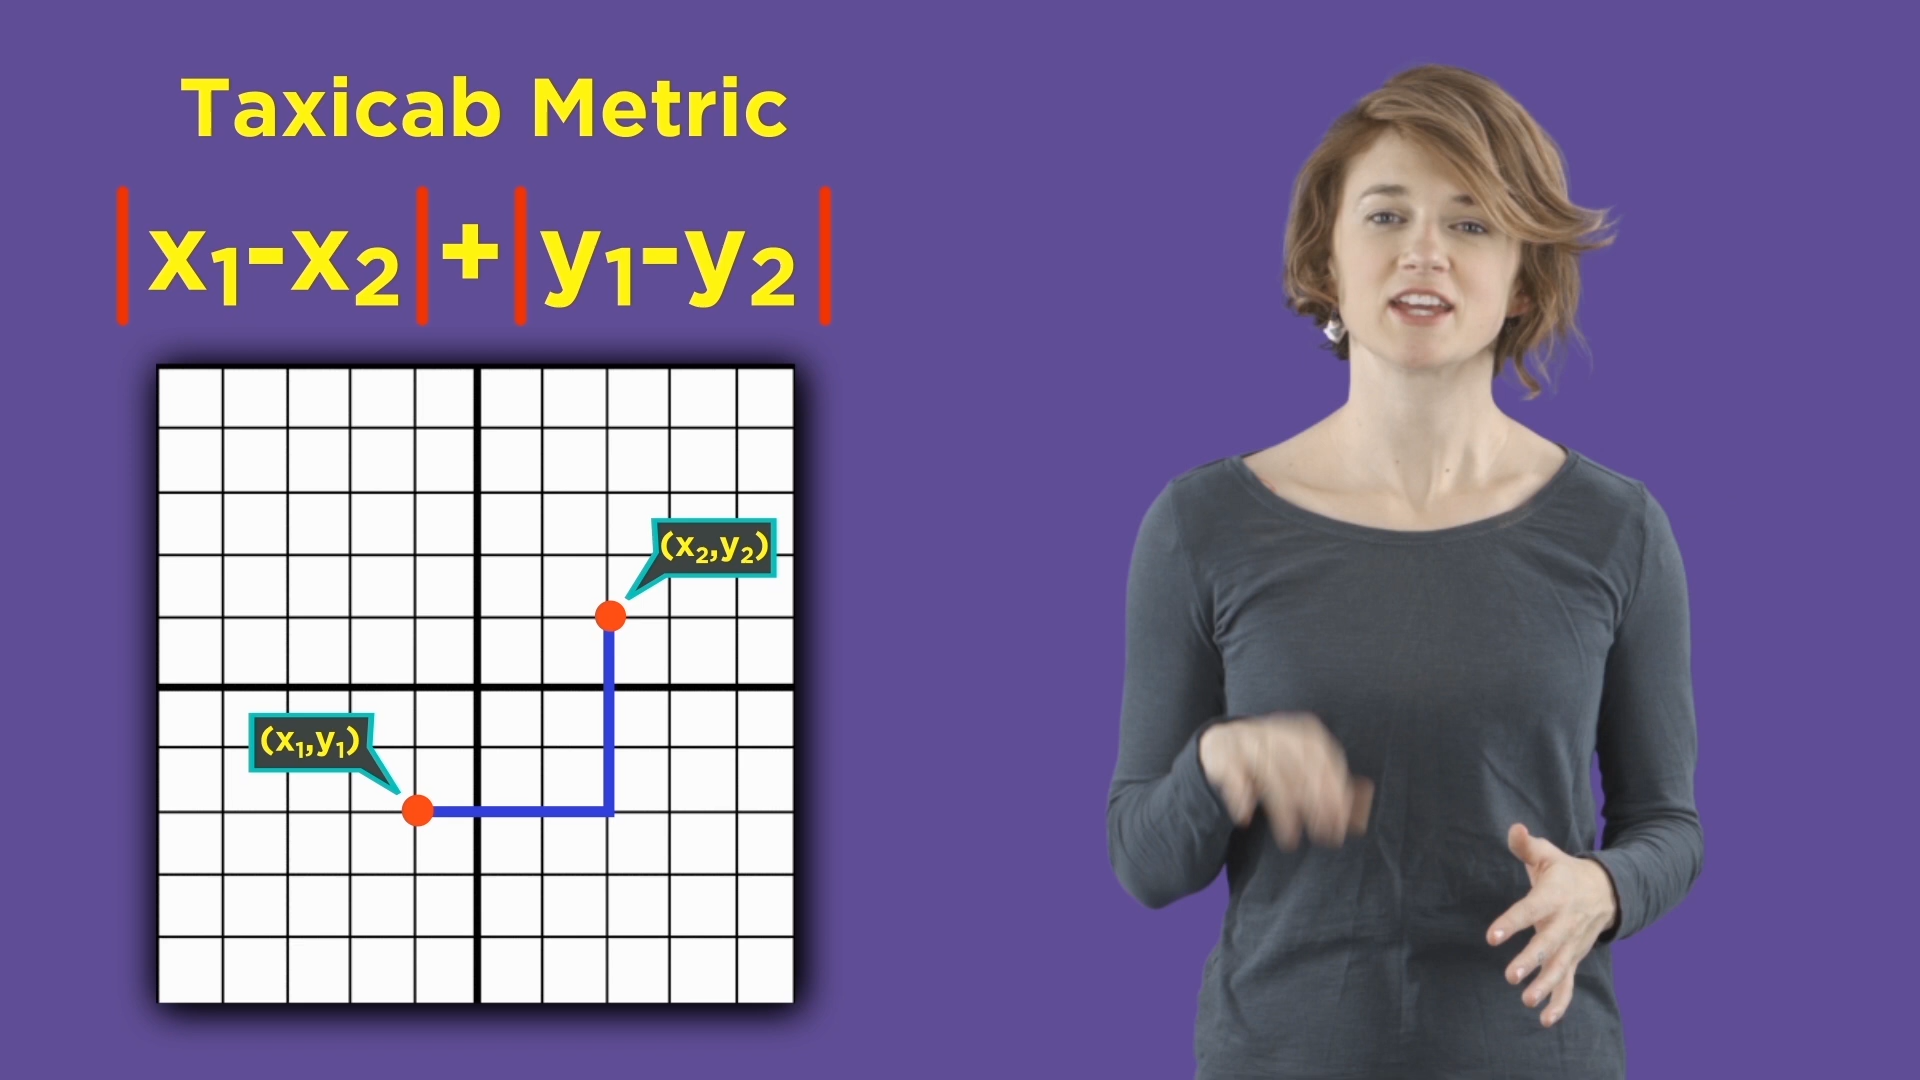 Taxicab Metric
|x₁-x₂|+|y₁-y₂|
(x₂,y₂)
(x₁,y₁)